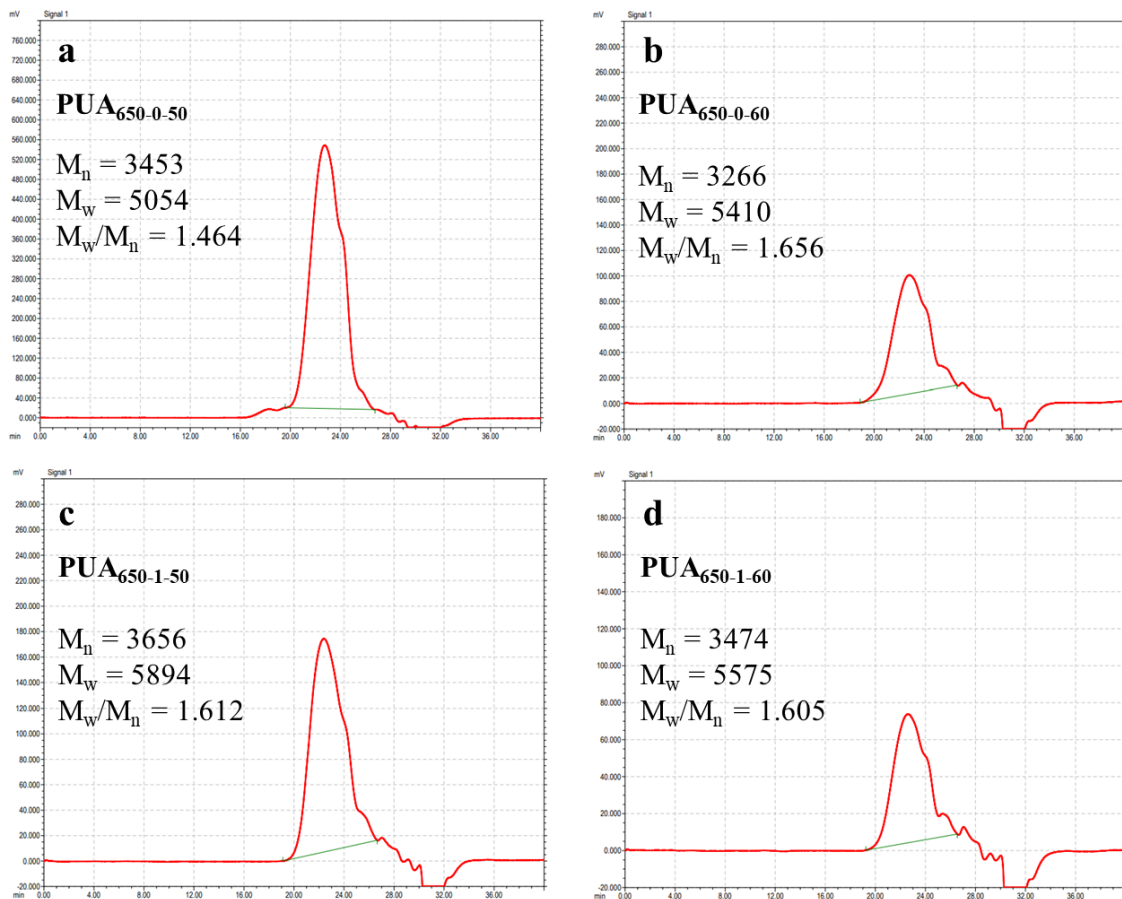 mV Signal 1
a
PUA650-0-50
Mn = 3453
Mw = 5054
Mw/Mn = 1.464
760.000
720.000
680.000
640.000
600.000
560.000
520.000
480.000
440.000
400.000
360.000
320.000
280.000
240.000
200.000
160.000
120.000
80.000
40.000
0.000
min 0.00 4.00 8.00 12.00 16.00 20.00 24.00 28.00 32.00 36.00
mV Signal 1
b
PUA650-0-60
Mn = 3266
Mw = 5410
Mw/Mn = 1.656
280.000
260.000
240.000
220.000
200.000
180.000
160.000
140.000
120.000
100.000
80.000
60.000
40.000
20.000
0.000
-20.000
min 0.00 4.00 8.00 12.00 16.00 20.00 24.00 28.00 32.00 36.00
mV Signal 1
c
PUA650-1-50
Mn = 3656
Mw = 5894
Mw/Mn = 1.612
280.000
260.000
240.000
220.000
200.000
180.000
160.000
140.000
120.000
100.000
80.000
60.000
40.000
20.000
0.000
-20.000
min 0.00 4.00 8.00 12.00 16.00 20.00 24.00 28.00 32.00 36.00
mV Signal 1
d
PUA650-1-60
Mn = 3474
Mw = 5575
Mw/Mn = 1.605
180.000
160.000
140.000
120.000
100.000
80.000
60.000
40.000
20.000
0.000
-20.000
min 0.00 4.00 8.00 12.00 16.00 20.00 24.00 28.00 32.00 36.00